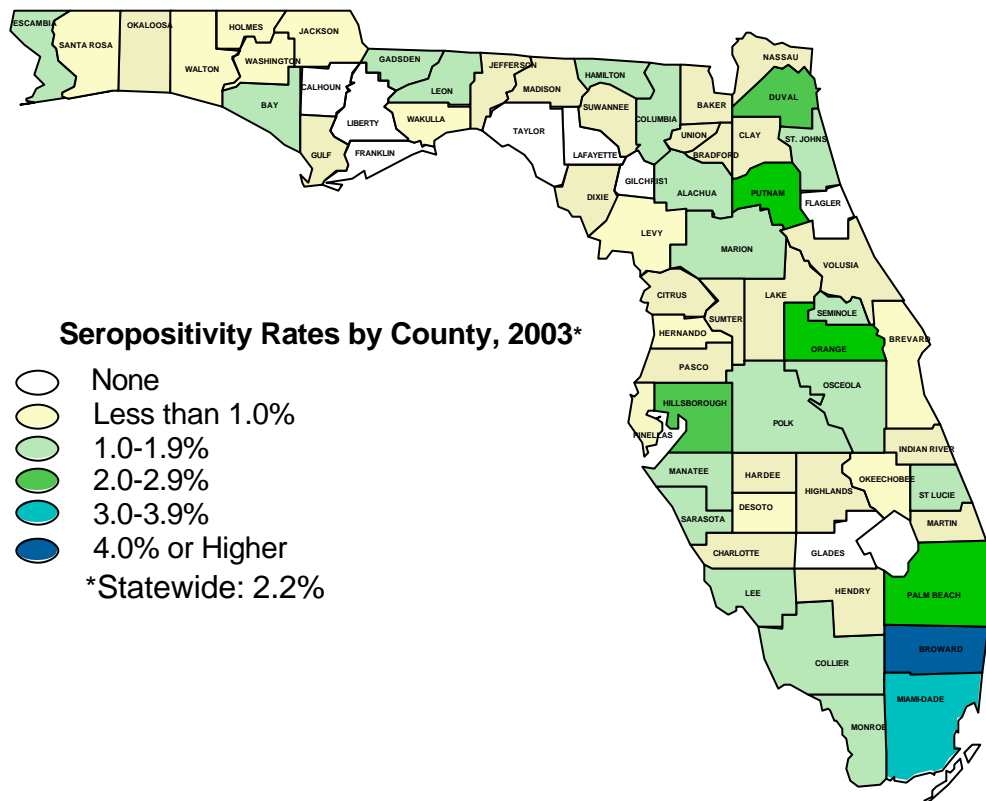 ESCAMBIA
SANTA ROSA
OKALOOSA
WALTON
HOLMES
WASHINGTON
JACKSON
BAY
CALHOUN
GULF
LIBERTY
FRANKLIN
GADSDEN
LEON
WAKULLA
JEFFERSON
MADISON
TAYLOR
HAMILTON
SUWANNEE
LAFAYETTE
DIXIE
COLUMBIA
GILCHRIST
LEVY
BAKER
UNION
BRADFORD
ALACHUA
NASSAU
DUVAL
CLAY
ST. JOHNS
PUTNAM
FLAGLER
MARION
VOLUSIA
CITRUS
SUMTER
LAKE
SEMINOLE
HERNANDO
ORANGE
BREVARD
PASCO
OSCEOLA
HILLSBOROUGH
PINELLAS
POLK
INDIAN RIVER
MANATEE
HARDEE
HIGHLANDS
OKEECHOBEE
ST LUCIE
SARASOTA
DESOTO
MARTIN
CHARLOTTE
GLADES
LEE
HENDRY
PALM BEACH
BROWARD
COLLIER
MIAMI-DADE
MONROE
Seropositivity Rates by County, 2003*
None
Less than 1.0%
1.0-1.9%
2.0-2.9%
3.0-3.9%
4.0% or Higher
*Statewide: 2.2%